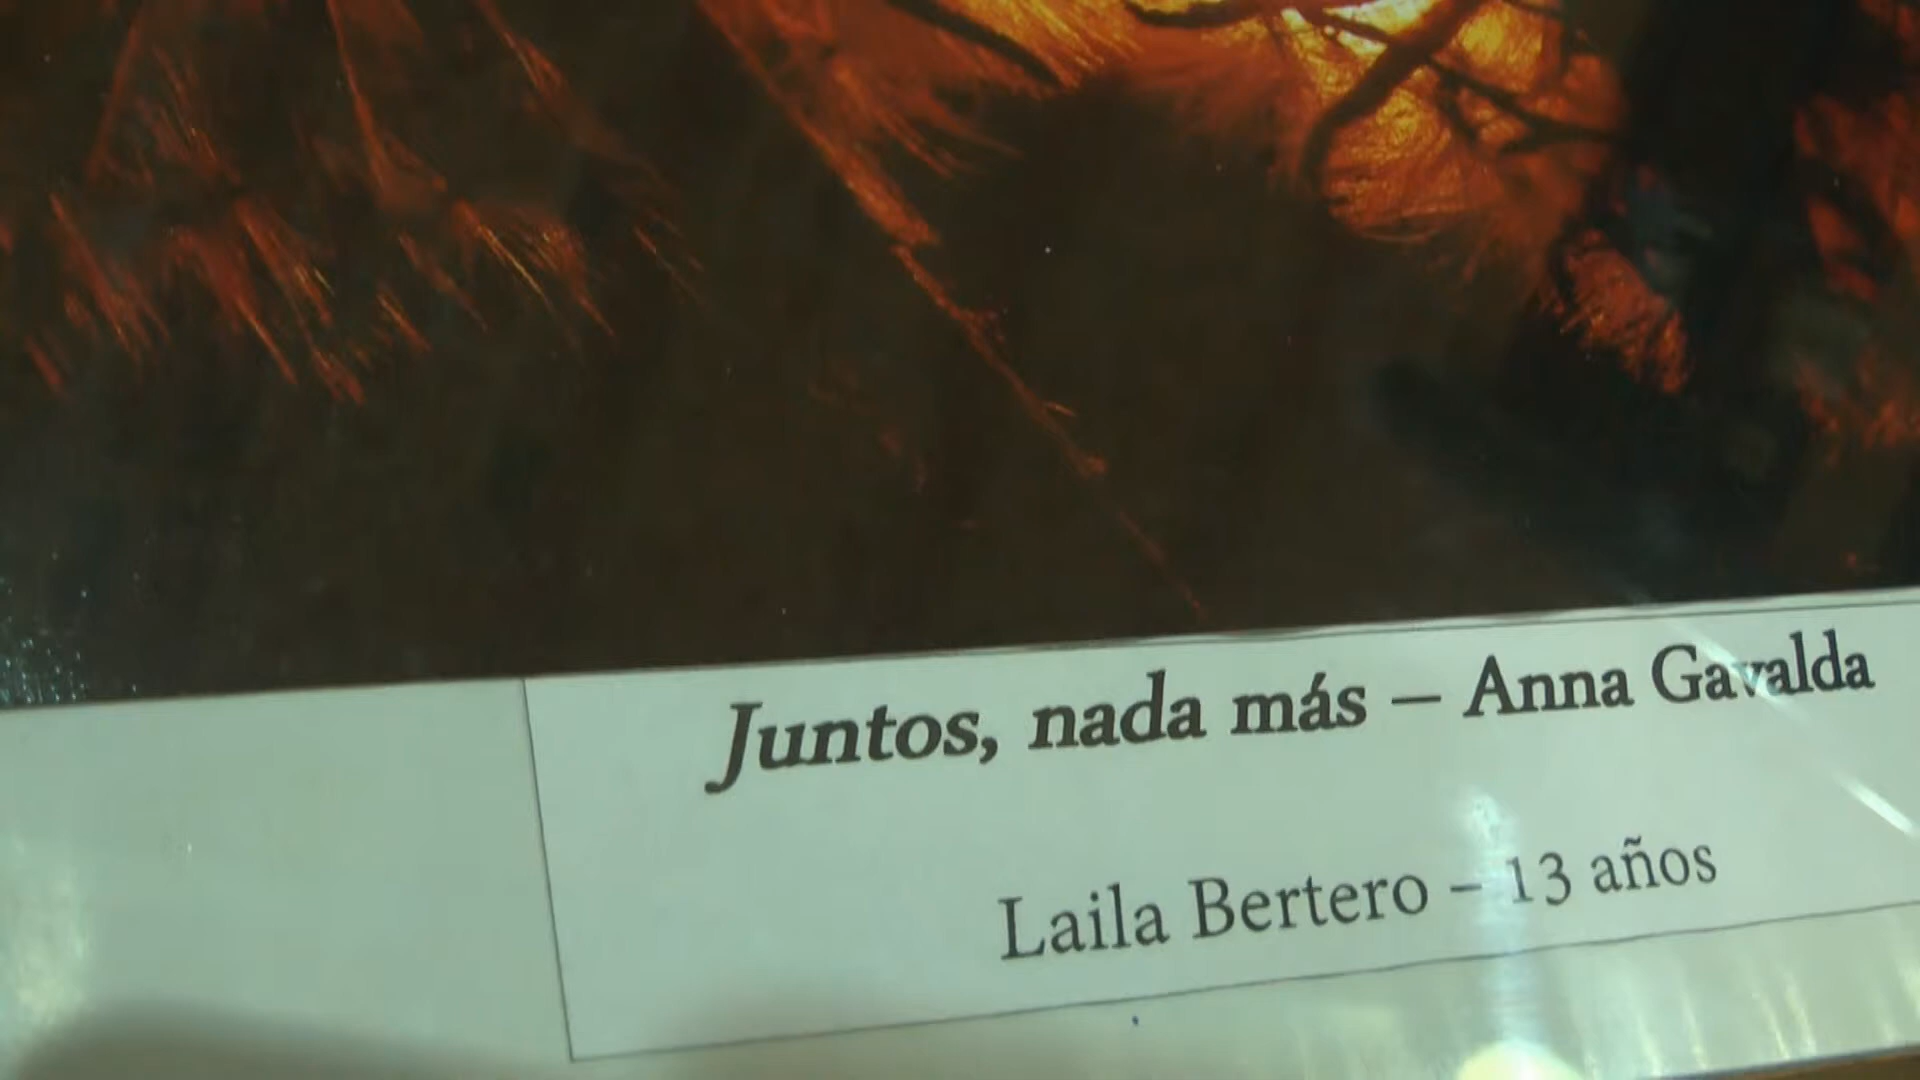 Juntos, nada más – Anna Gavalda
Laila Bertero – 13 años